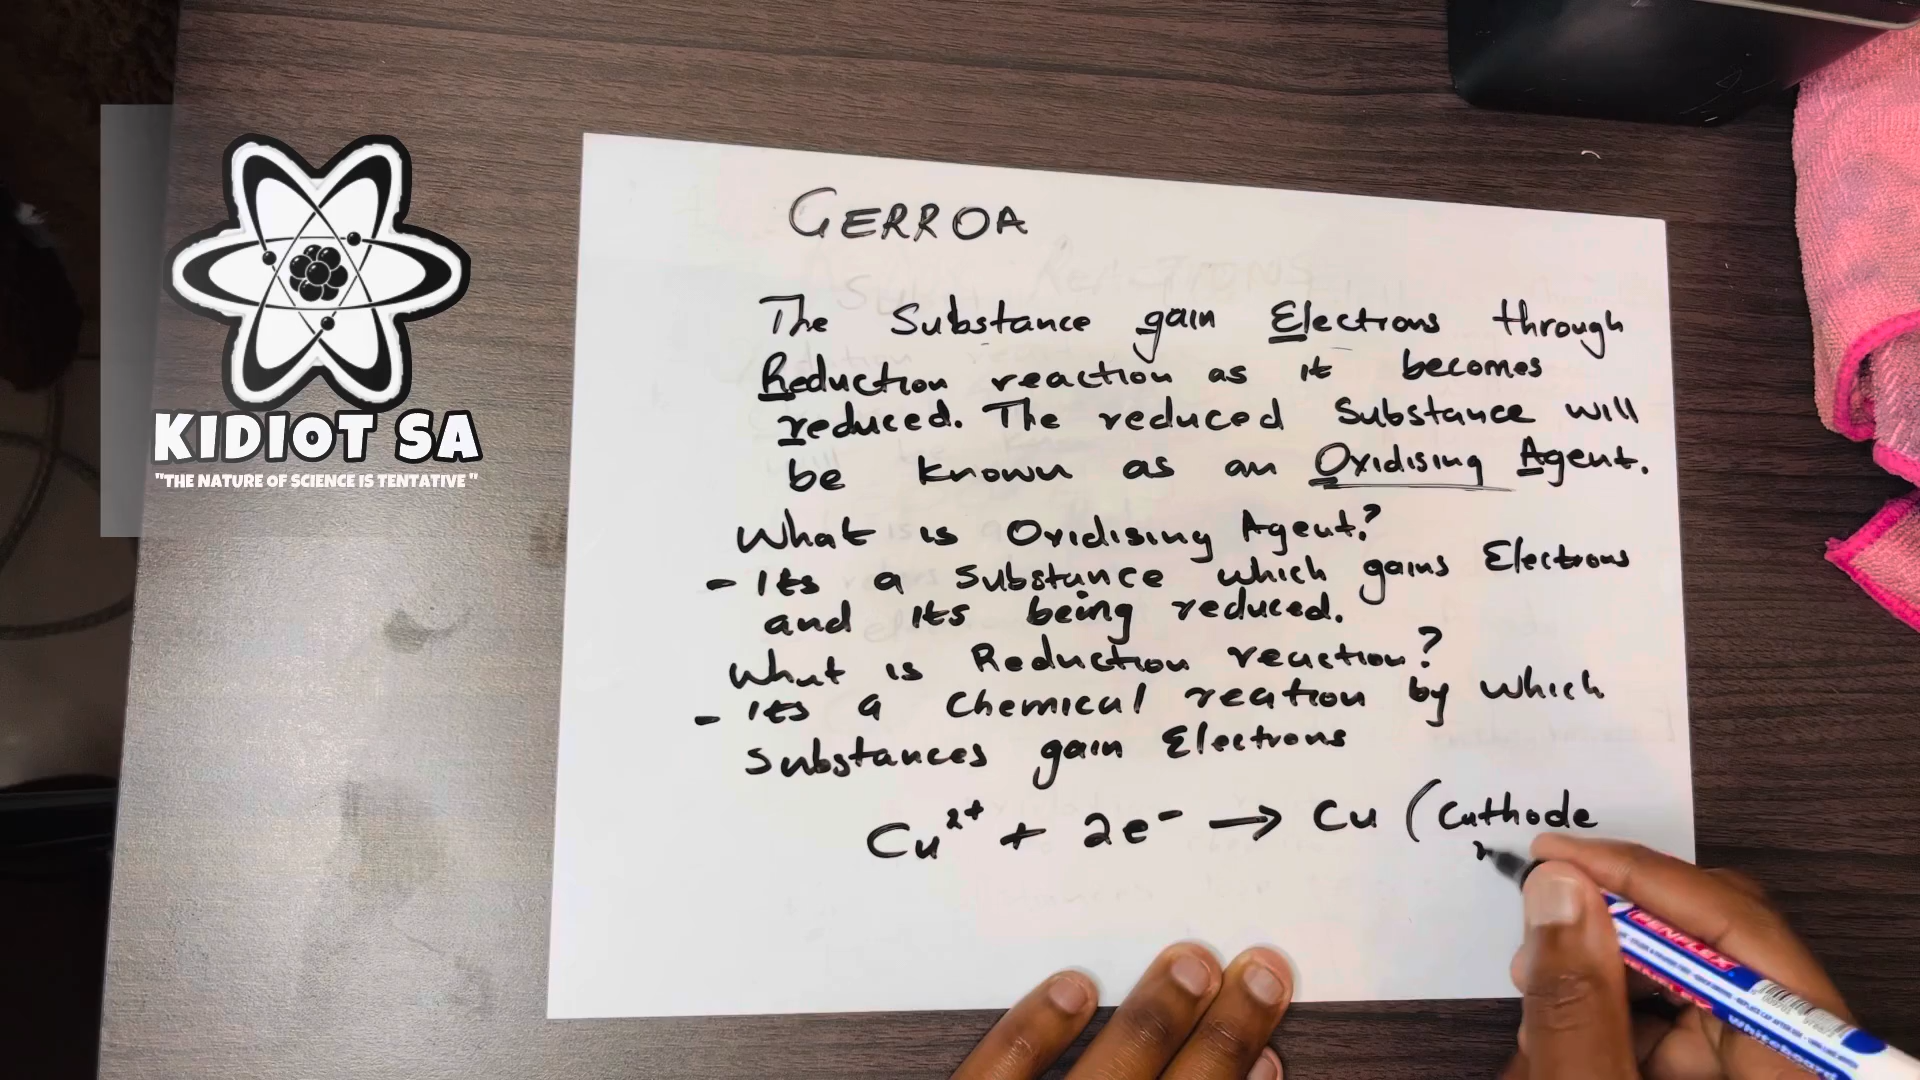 KIDIOT SA
"THE NATURE OF SCIENCE IS TENTATIVE "
GERROA
The Substance gain Electrons through
Reduction reaction as it becomes
reduced. The reduced Substance will
be known as an Oxidising Agent.
What is Oxidising Agent?
- Its a Substance which gains Electrons
and its being reduced.
What is Reduction reaction?
- Its a Chemical reation by which
Substances gain Electrons
Cu²⁺ + 2e⁻ → Cu (Cathode
PENFLEX
Whiteboard